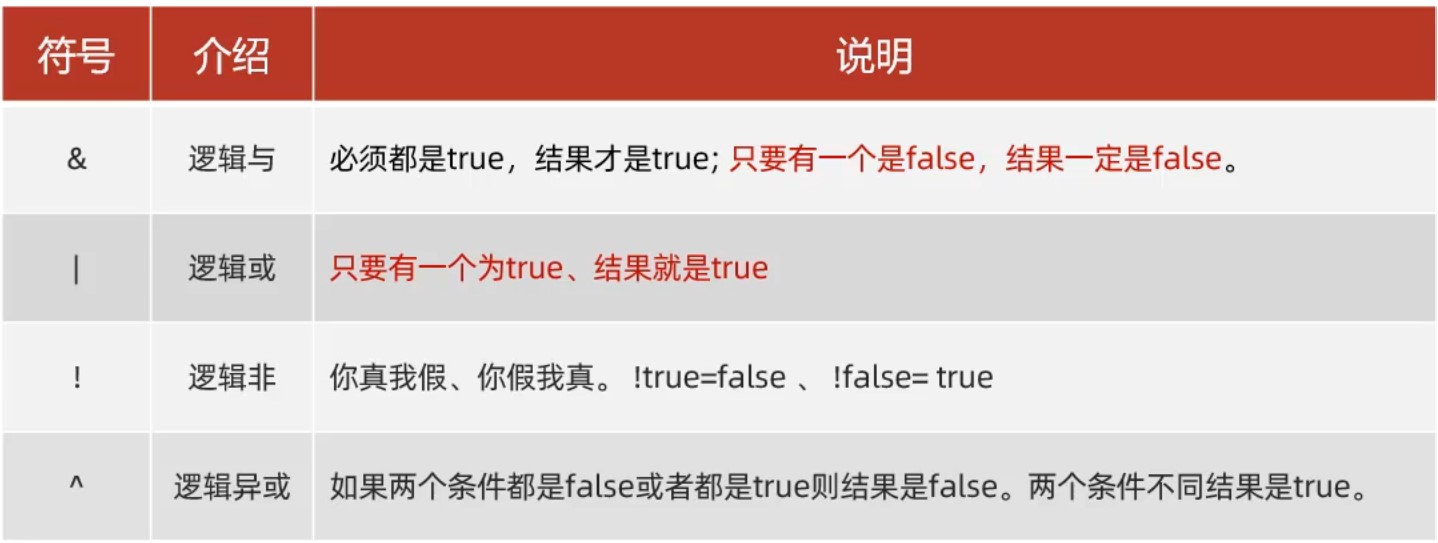 符号 介绍 说明
& 逻辑与 必须都是true，结果才是true; 只要有一个是false，结果一定是false。
| 逻辑或 只要有一个为true、结果就是true
! 逻辑非 你真我假、你假我真。 !true=false 、 !false= true
^ 逻辑异或 如果两个条件都是false或者都是true则结果是false。两个条件不同结果是true。